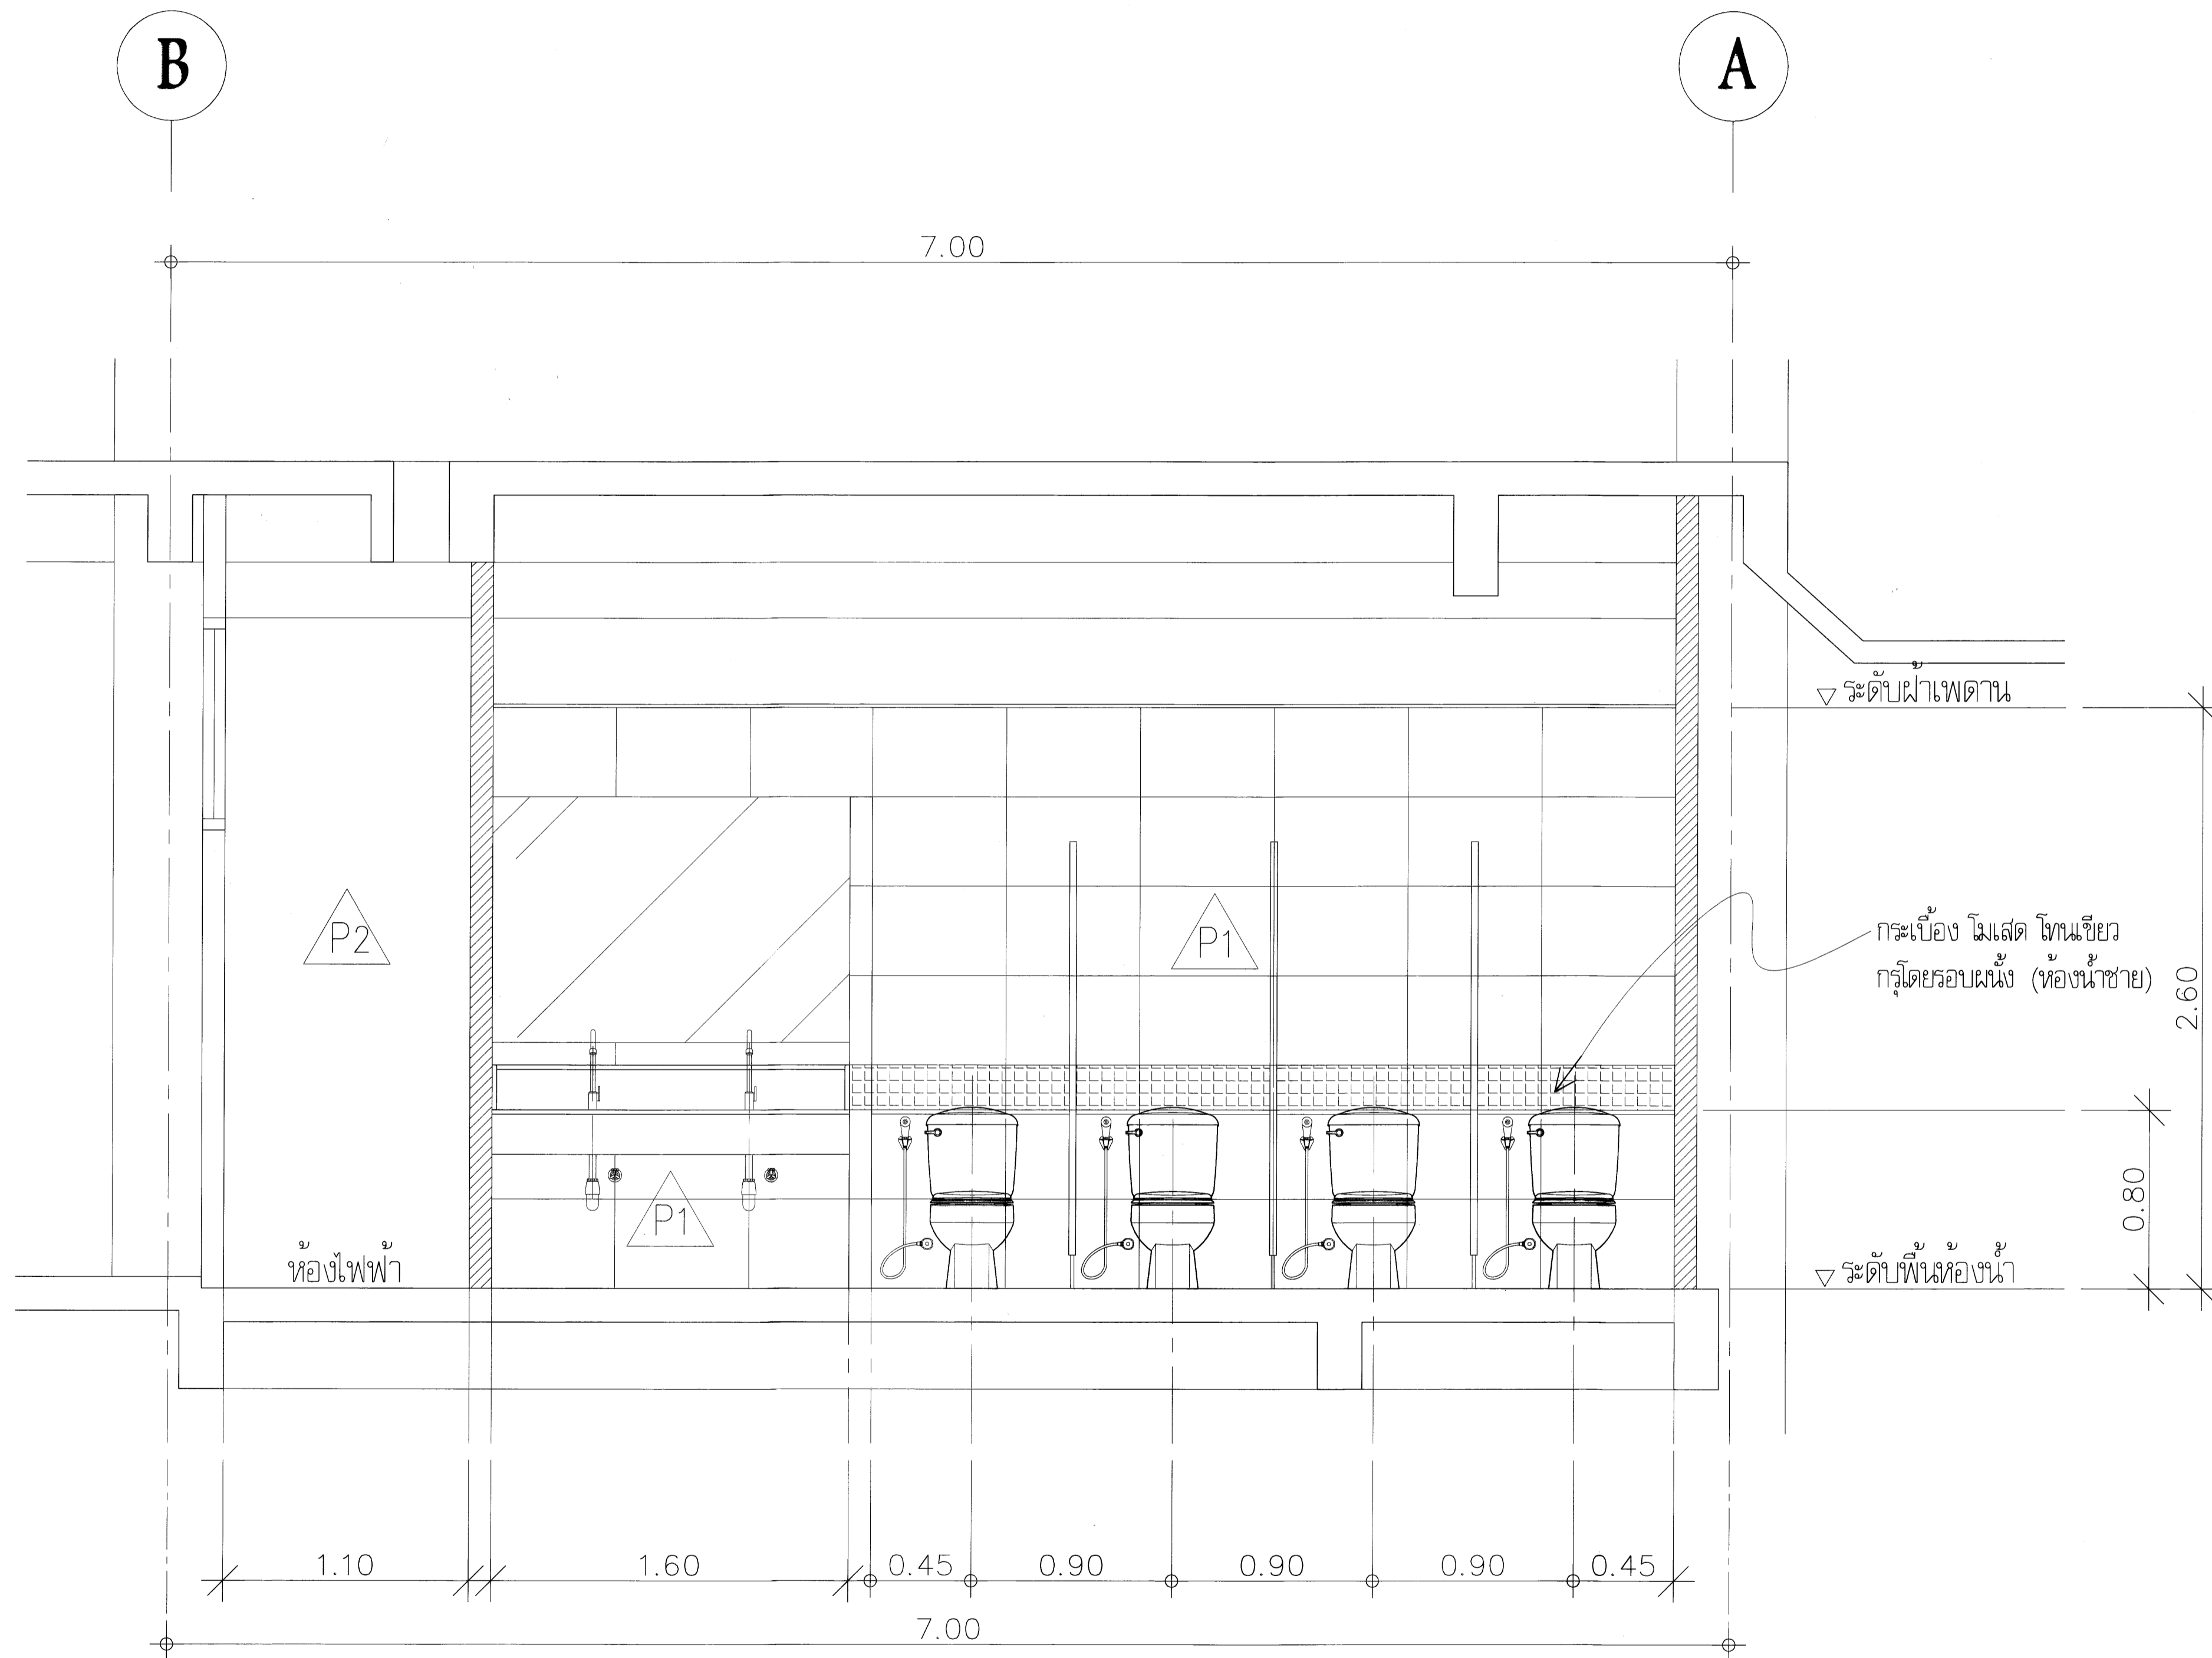 B
A
7.00
ระดับฝ้าเพดาน
P2
P1
กระเบื้อง โมเสด โทนเขียว
กรุโดยรอบผนัง (ห้องน้ำชาย)
2.60
0.80
P1
ห้องไฟฟ้า
ระดับพื้นห้องน้ำ
1.10
1.60
0.45
0.90
0.90
0.90
0.45
7.00